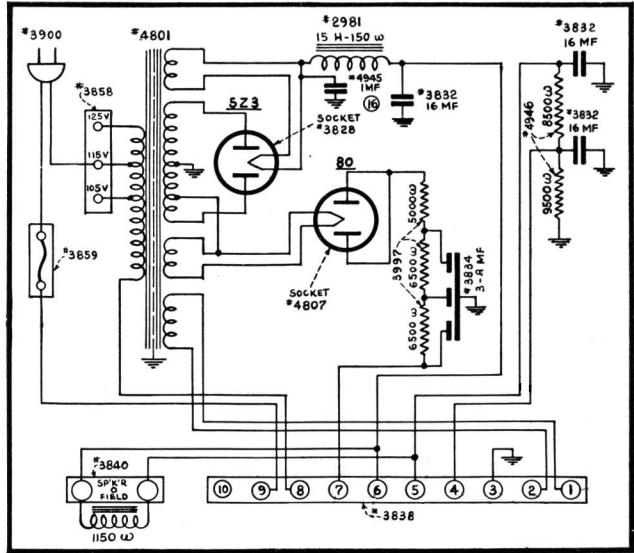 #3900
#4801
#2981
15 H-150 ω
#3832
16 MF
#3858
125V
115V
105V
5Z3
#4945
1MF
16
#3832
16 MF
SOCKET
#3828
8500ω
#4946
#3832
16 MF
9500ω
80
5000ω
3997
6500ω
6500 ω
#3834
3-8 MF
#3859
SOCKET
#4807
#3840
SP'K'R
FIELD
1150 ω
10
9
8
7
6
5
4
3
2
1
#3838